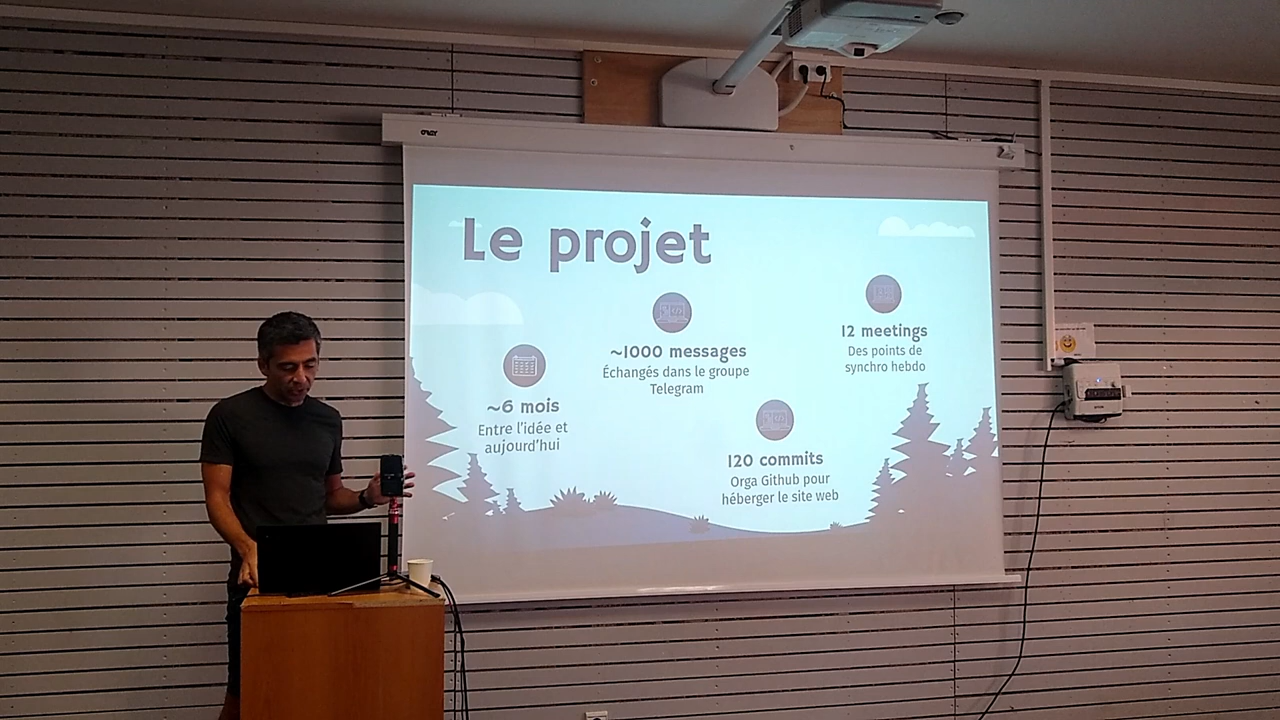 oray
Le projet
~6 mois
Entre l'idée et
aujourd'hui
~1000 messages
Échangés dans le groupe
Telegram
120 commits
Orga Github pour
héberger le site web
12 meetings
Des points de
synchro hebdo